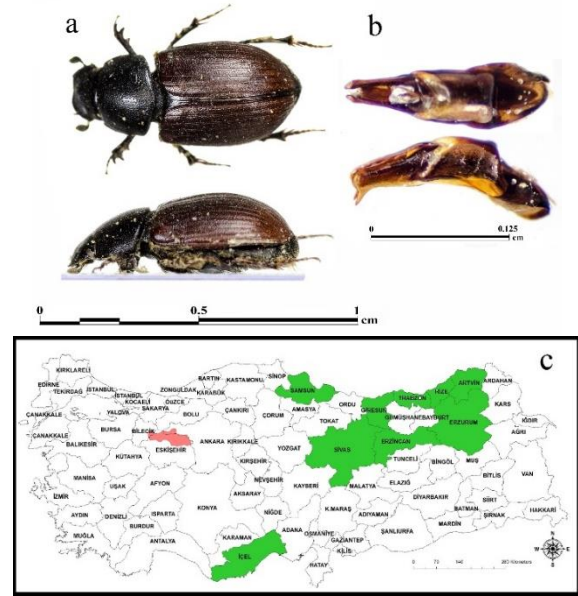 a
b
0 0.125
cm
0 0.5 1
cm
c
KIRKLARELİ
EDİRNE
TEKİRDAĞ
İSTANBUL
İSTANBUL
KOCAELİ
YALOVA
SAKARYA
DÜZCE
ZONGULDAK
BARTIN
KARABÜK
KASTAMONU
SİNOP
SAMSUN
ORDU
GİRESUN
TRABZON
RİZE
ARTVİN
ARDAHAN
KARS
ÇANAKKALE
ÇANAKKALE
BALIKESİR
BURSA
BİLECİK
BOLU
ÇANKIRI
ÇORUM
AMASYA
TOKAT
GÜMÜŞHANE
BAYBURT
ERZURUM
IĞDIR
AĞRI
KÜTAHYA
ESKİŞEHİR
ANKARA
KIRIKKALE
YOZGAT
SİVAS
ERZİNCAN
TUNCELİ
BİNGÖL
MUŞ
MANİSA
UŞAK
AFYON
KIRŞEHİR
NEVŞEHİR
KAYSERİ
MALATYA
ELAZIĞ
BİTLİS
VAN
İZMİR
AYDIN
DENİZLİ
ISPARTA
KONYA
AKSARAY
NİĞDE
K.MARAŞ
ADIYAMAN
DİYARBAKIR
BATMAN
SİİRT
ŞIRNAK
HAKKARİ
MUĞLA
BURDUR
ANTALYA
KARAMAN
İÇEL
ADANA
OSMANİYE
GAZİANTEP
KİLİS
HATAY
ŞANLIURFA
MARDİN
N
W E
S
0 70 140